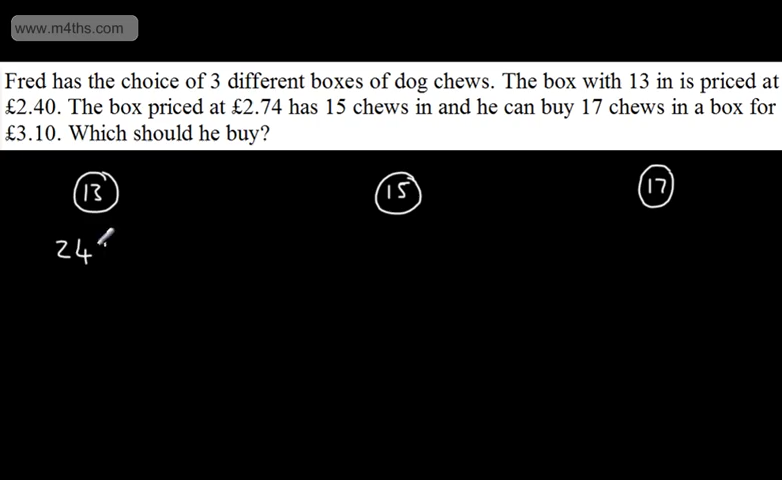 www.m4ths.com
Fred has the choice of 3 different boxes of dog chews. The box with 13 in is priced at
£2.40. The box priced at £2.74 has 15 chews in and he can buy 17 chews in a box for
£3.10. Which should he buy?
13 15 17
24